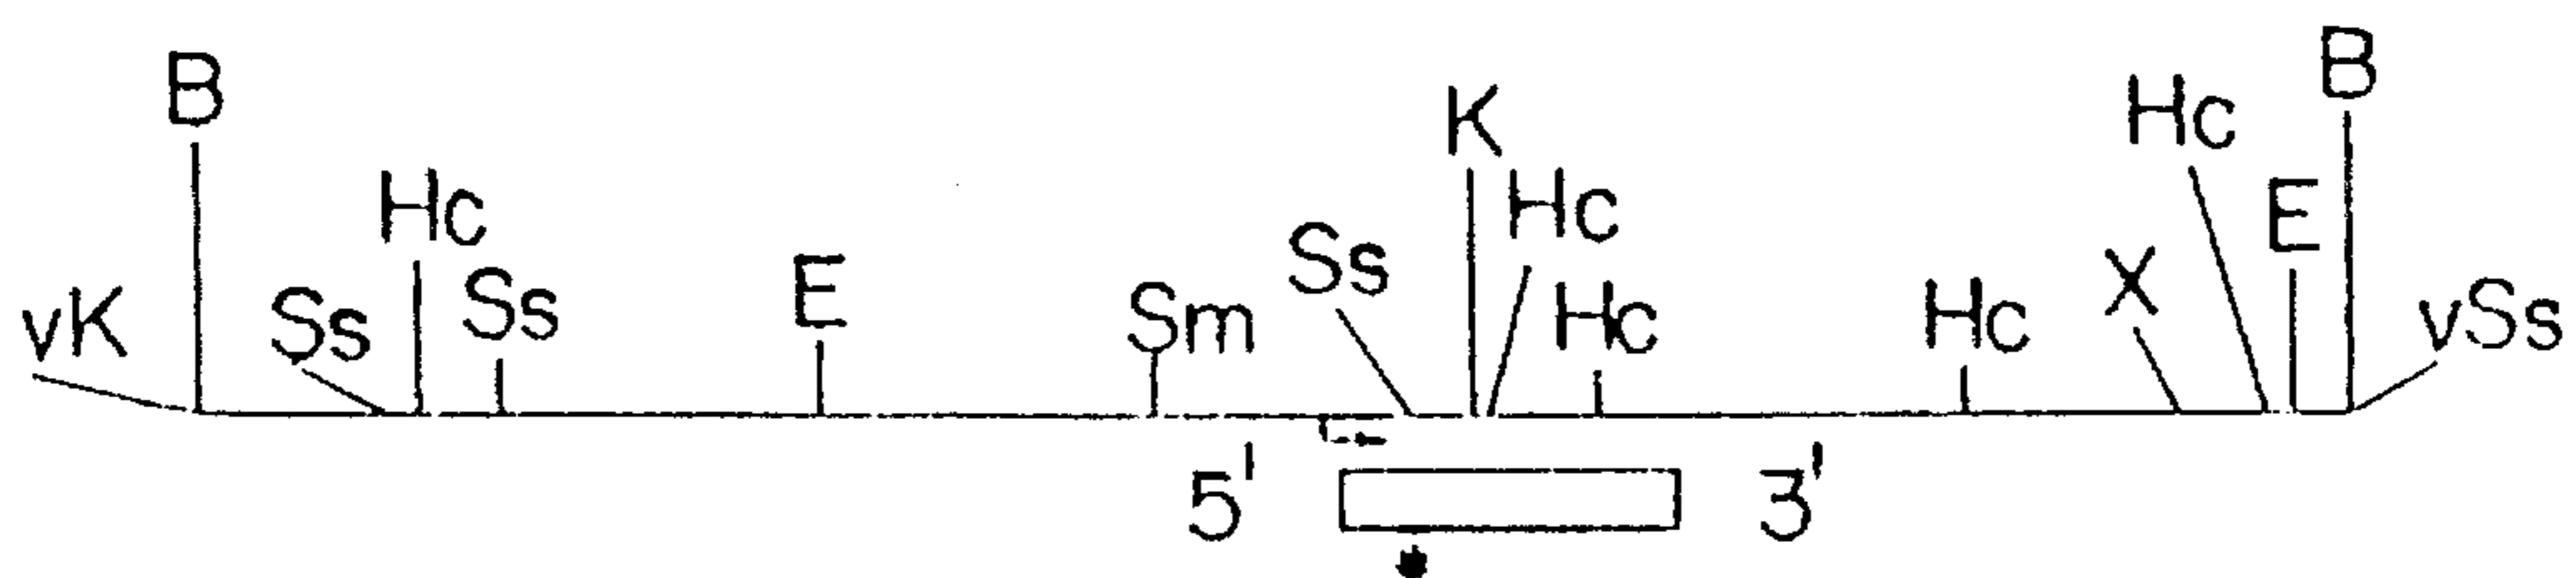 vK B Ss Hc Ss E Sm Ss K Hc Hc Hc X Hc E B vSs
5' 3'